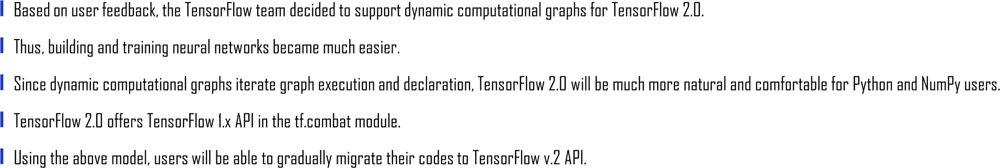 Based on user feedback, the TensorFlow team decided to support dynamic computational graphs for TensorFlow 2.0.
Thus, building and training neural networks became much easier.
Since dynamic computational graphs iterate graph execution and declaration, TensorFlow 2.0 will be much more natural and comfortable for Python and NumPy users.
TensorFlow 2.0 offers TensorFlow 1.x API in the tf.combat module.
Using the above model, users will be able to gradually migrate their codes to TensorFlow v.2 API.